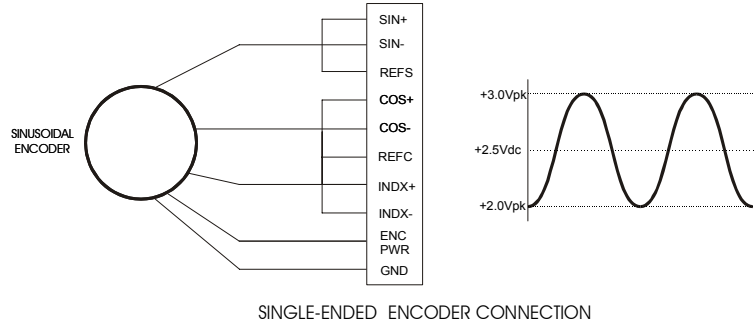 SIN+
SIN-
REFS
COS+
COS-
REFC
INDX+
INDX-
ENC
PWR
GND
SINUSOIDAL
ENCODER
+3.0Vpk
+2.5Vdc
+2.0Vpk
SINGLE-ENDED ENCODER CONNECTION